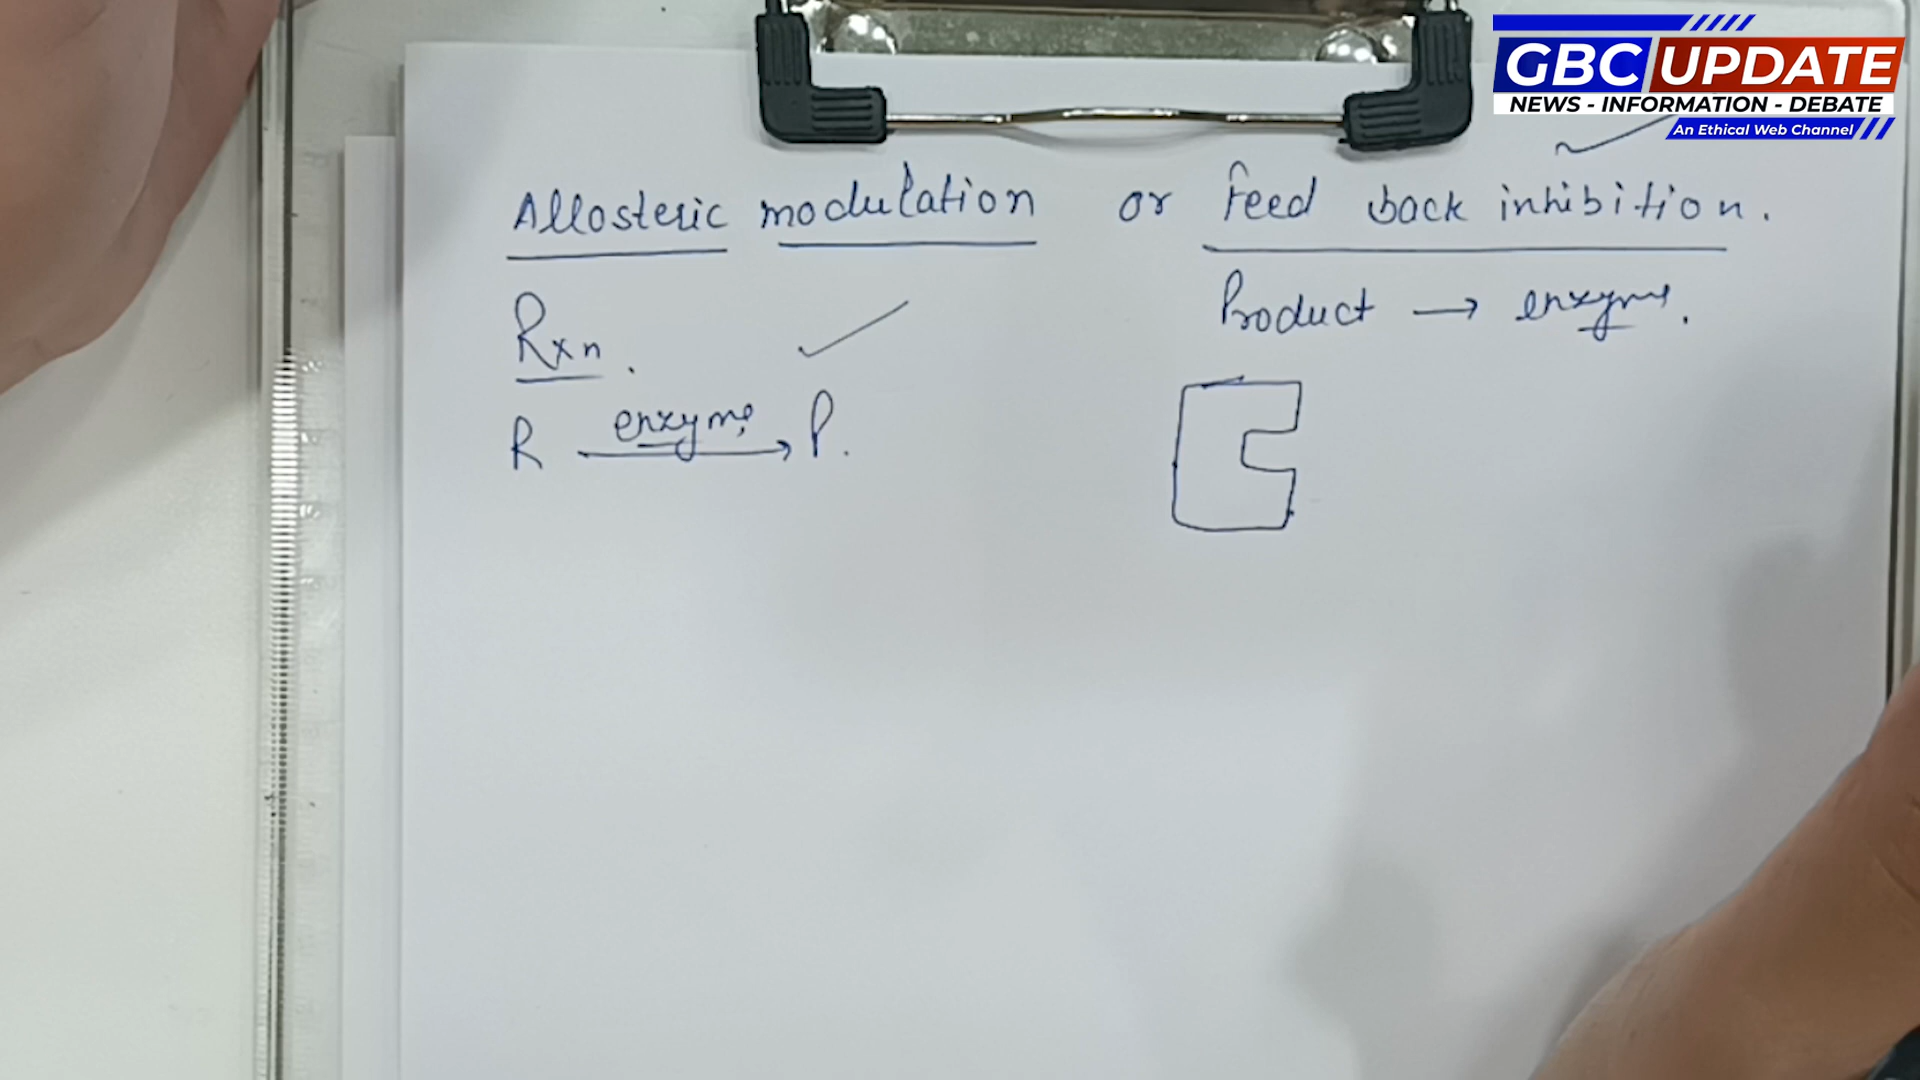 GBC UPDATE
NEWS - INFORMATION - DEBATE
An Ethical Web Channel
Allosteric modulation or Feed back inhibition.
Rxn.
Product → enzyme.
R enzyme → P.